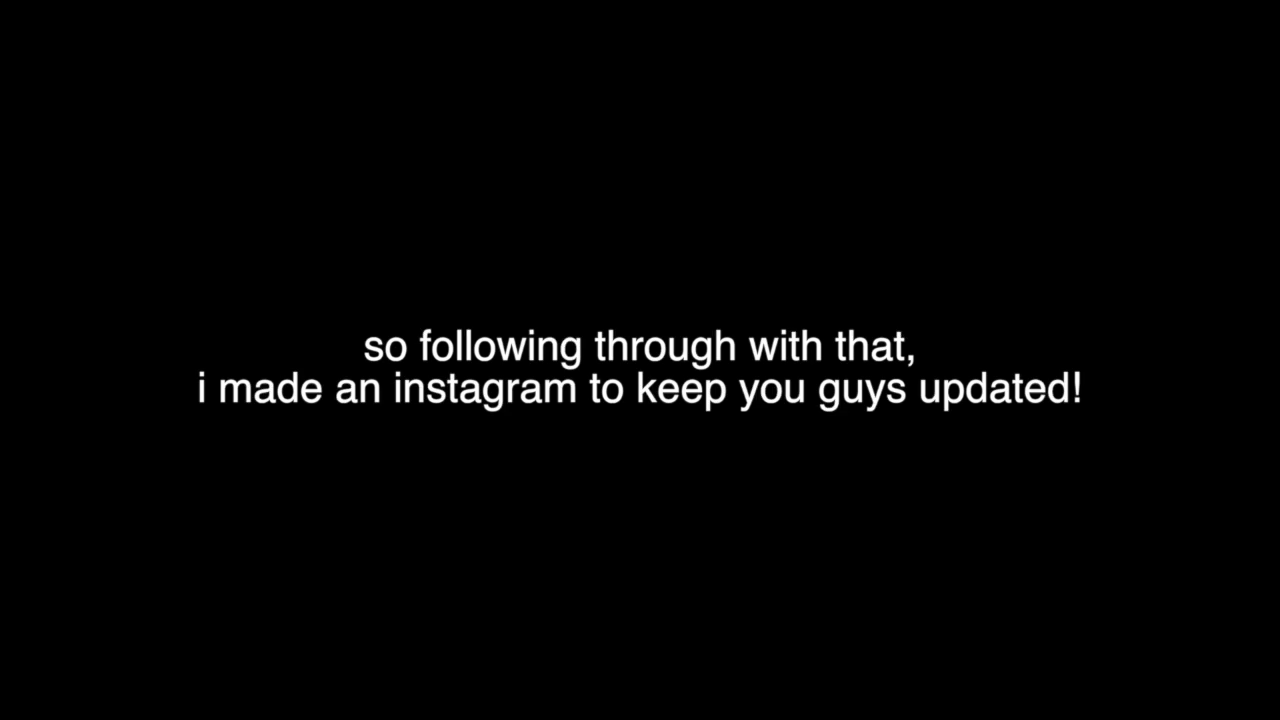 so following through with that,
i made an instagram to keep you guys updated!